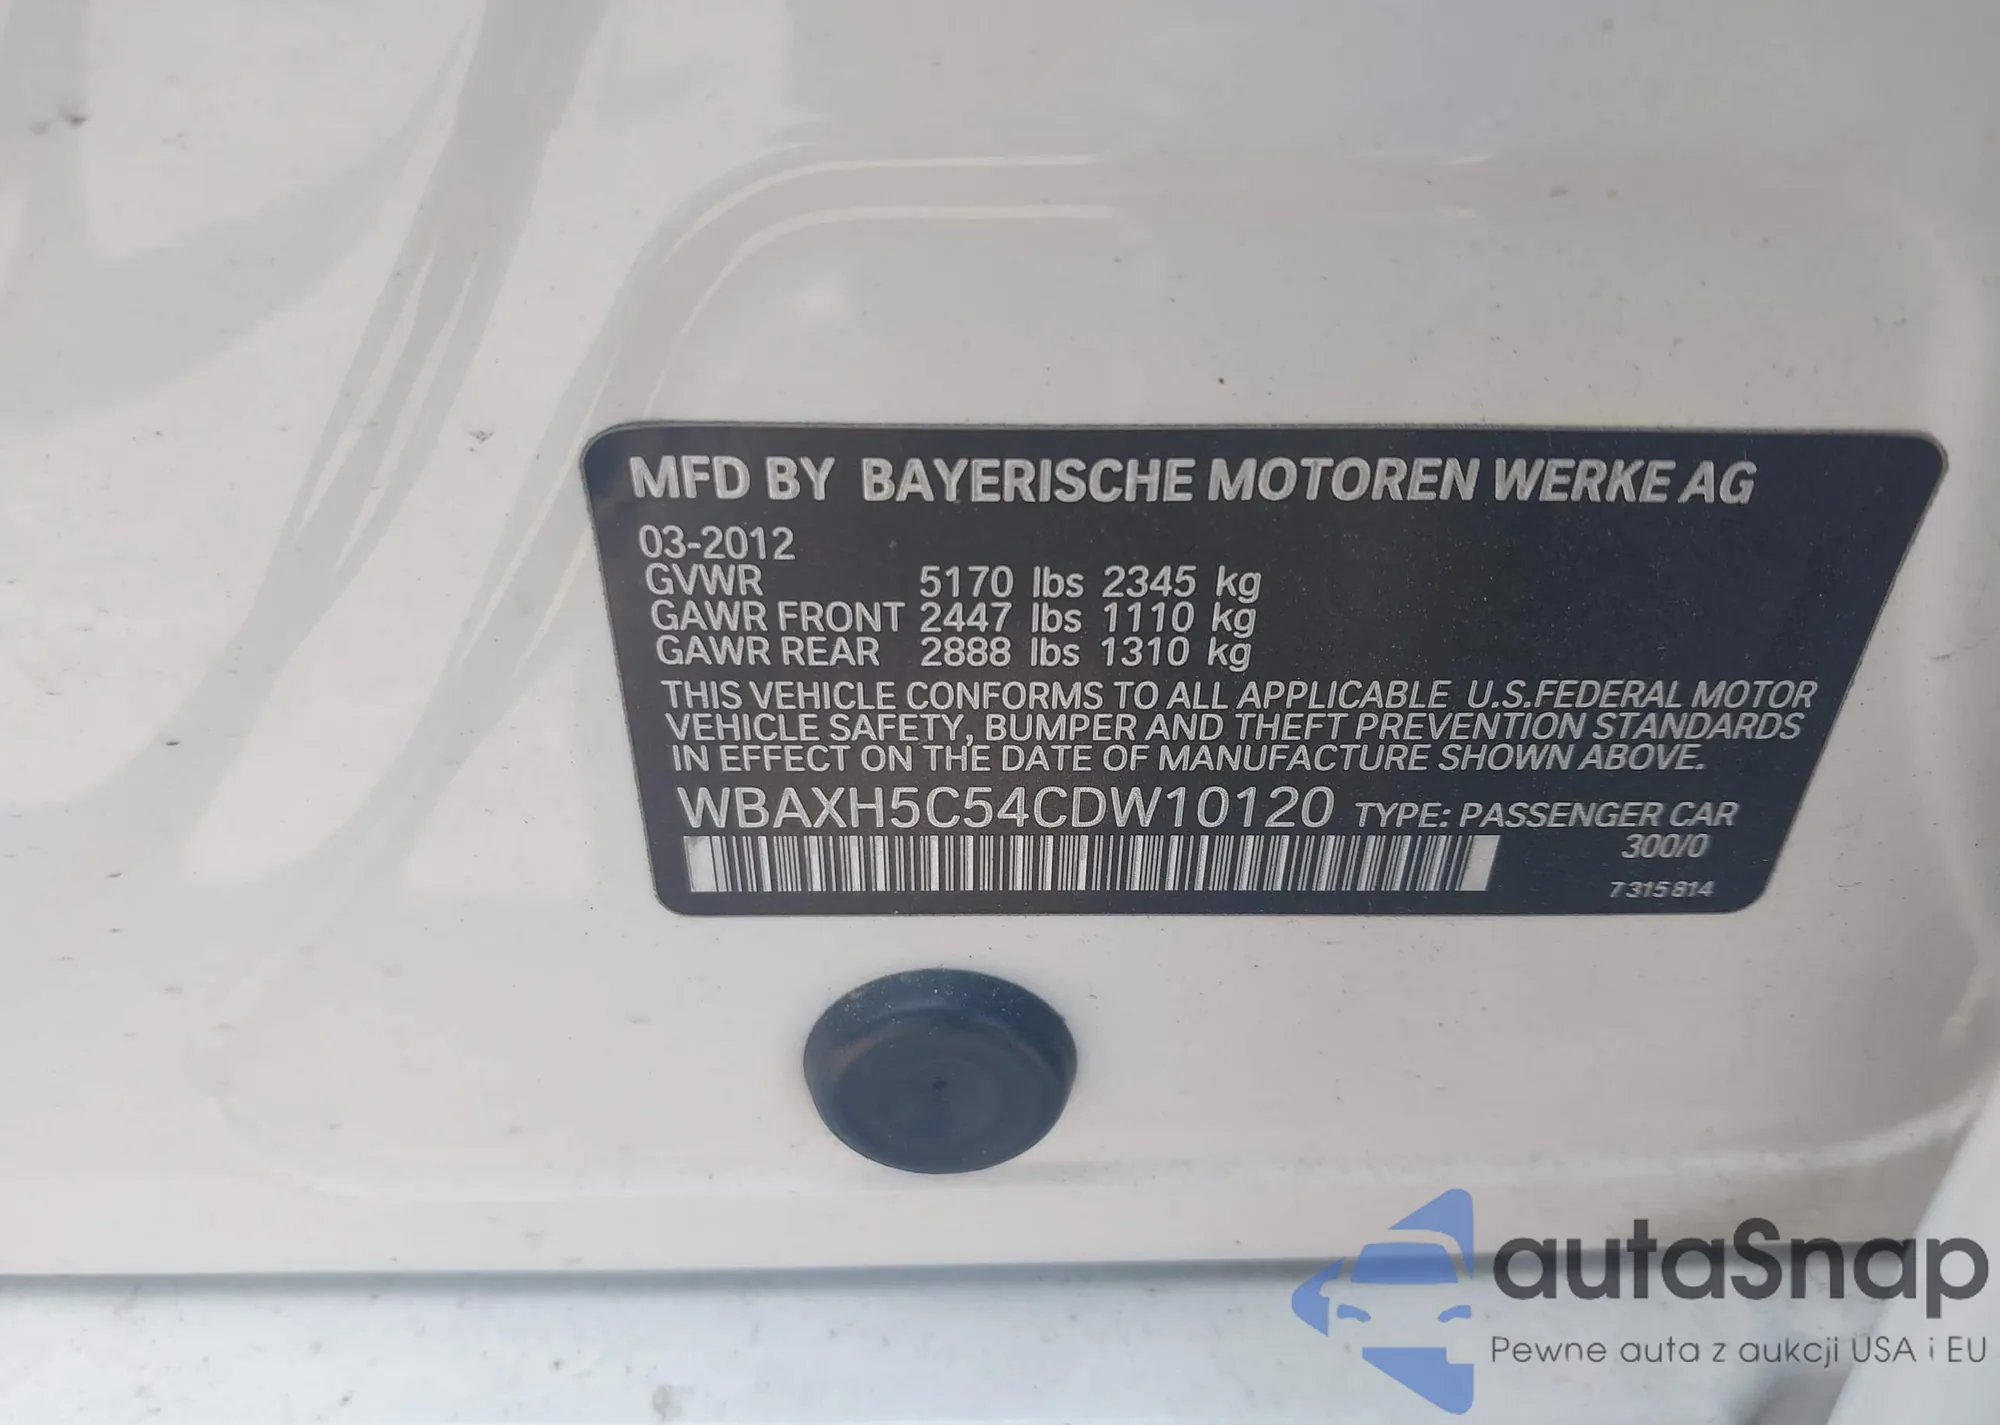 MFD BY BAYERISCHE MOTOREN WERKE AG
03-2012
GVWR 5170 lbs 2345 kg
GAWR FRONT 2447 lbs 1110 kg
GAWR REAR 2888 lbs 1310 kg
THIS VEHICLE CONFORMS TO ALL APPLICABLE U.S.FEDERAL MOTOR
VEHICLE SAFETY, BUMPER AND THEFT PREVENTION STANDARDS
IN EFFECT ON THE DATE OF MANUFACTURE SHOWN ABOVE.
WBAXH5C54CDW10120 TYPE: PASSENGER CAR
300/0
7 315 814
autaSnap
Pewne auta z aukcji USA i EU